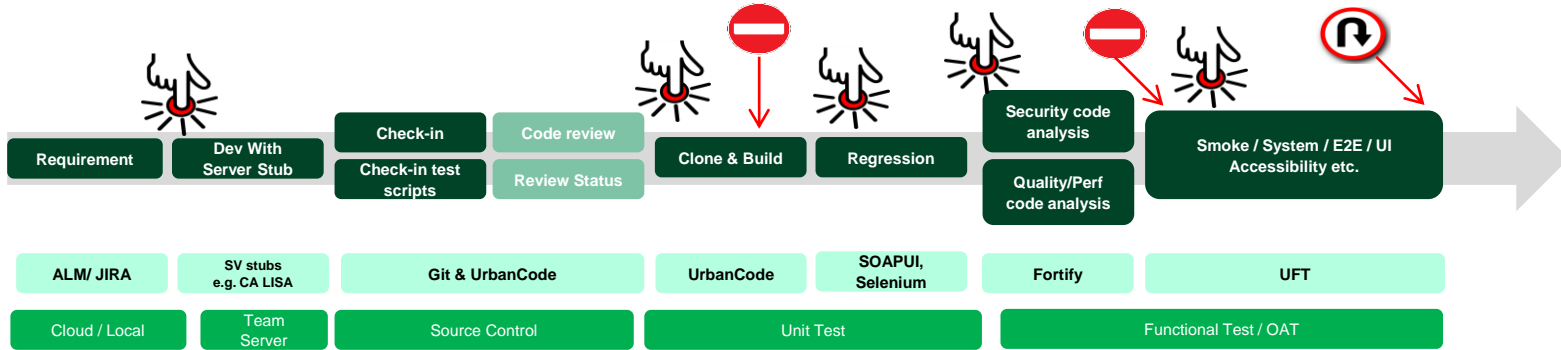 Requirement
Dev With
Server Stub
Check-in
Check-in test
scripts
Code review
Review Status
Clone & Build
Regression
Security code
analysis
Quality/Perf
code analysis
Smoke / System / E2E / UI
Accessibility etc.
ALM/ JIRA
SV stubs
e.g. CA LISA
Git & UrbanCode
UrbanCode
SOAPUI,
Selenium
Fortify
UFT
Cloud / Local
Team
Server
Source Control
Unit Test
Functional Test / OAT